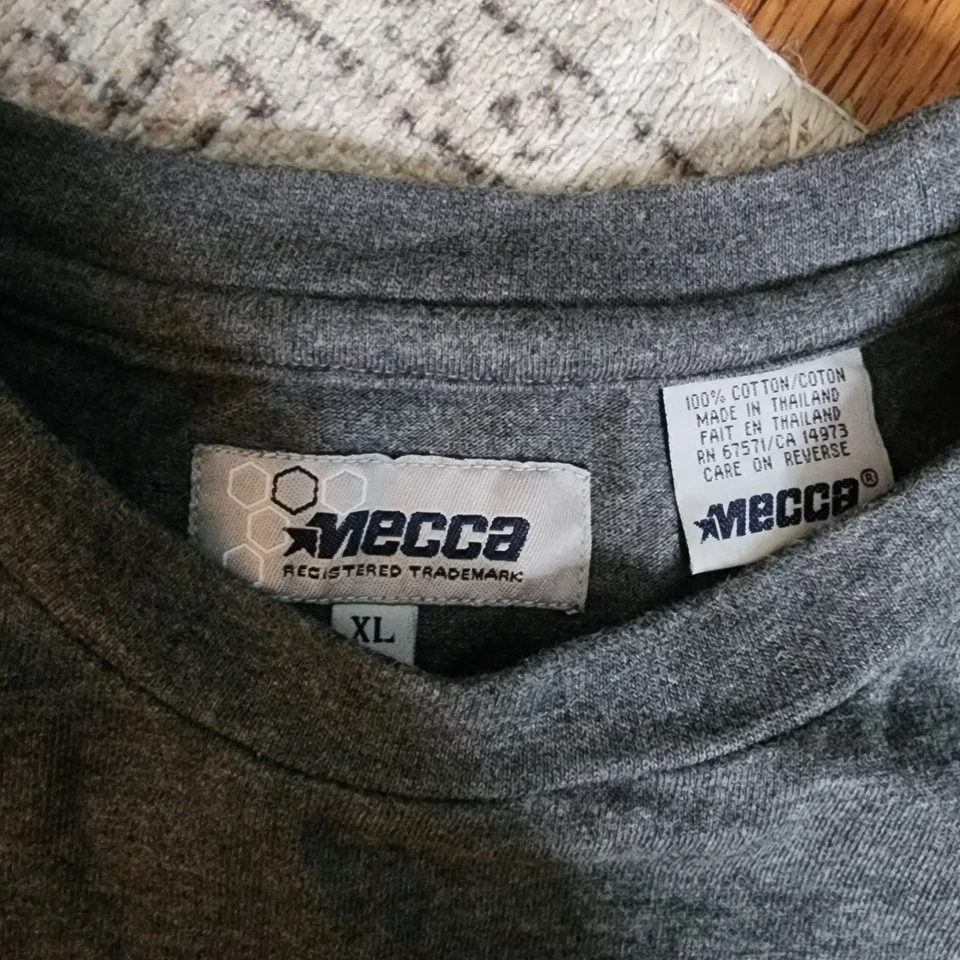 MECCA
REGISTERED TRADEMARK
XL
100% COTTON/COTON
MADE IN THAILAND
FAIT EN THAILAND
RN 67571/CA 14973
CARE ON REVERSE
MECCA®